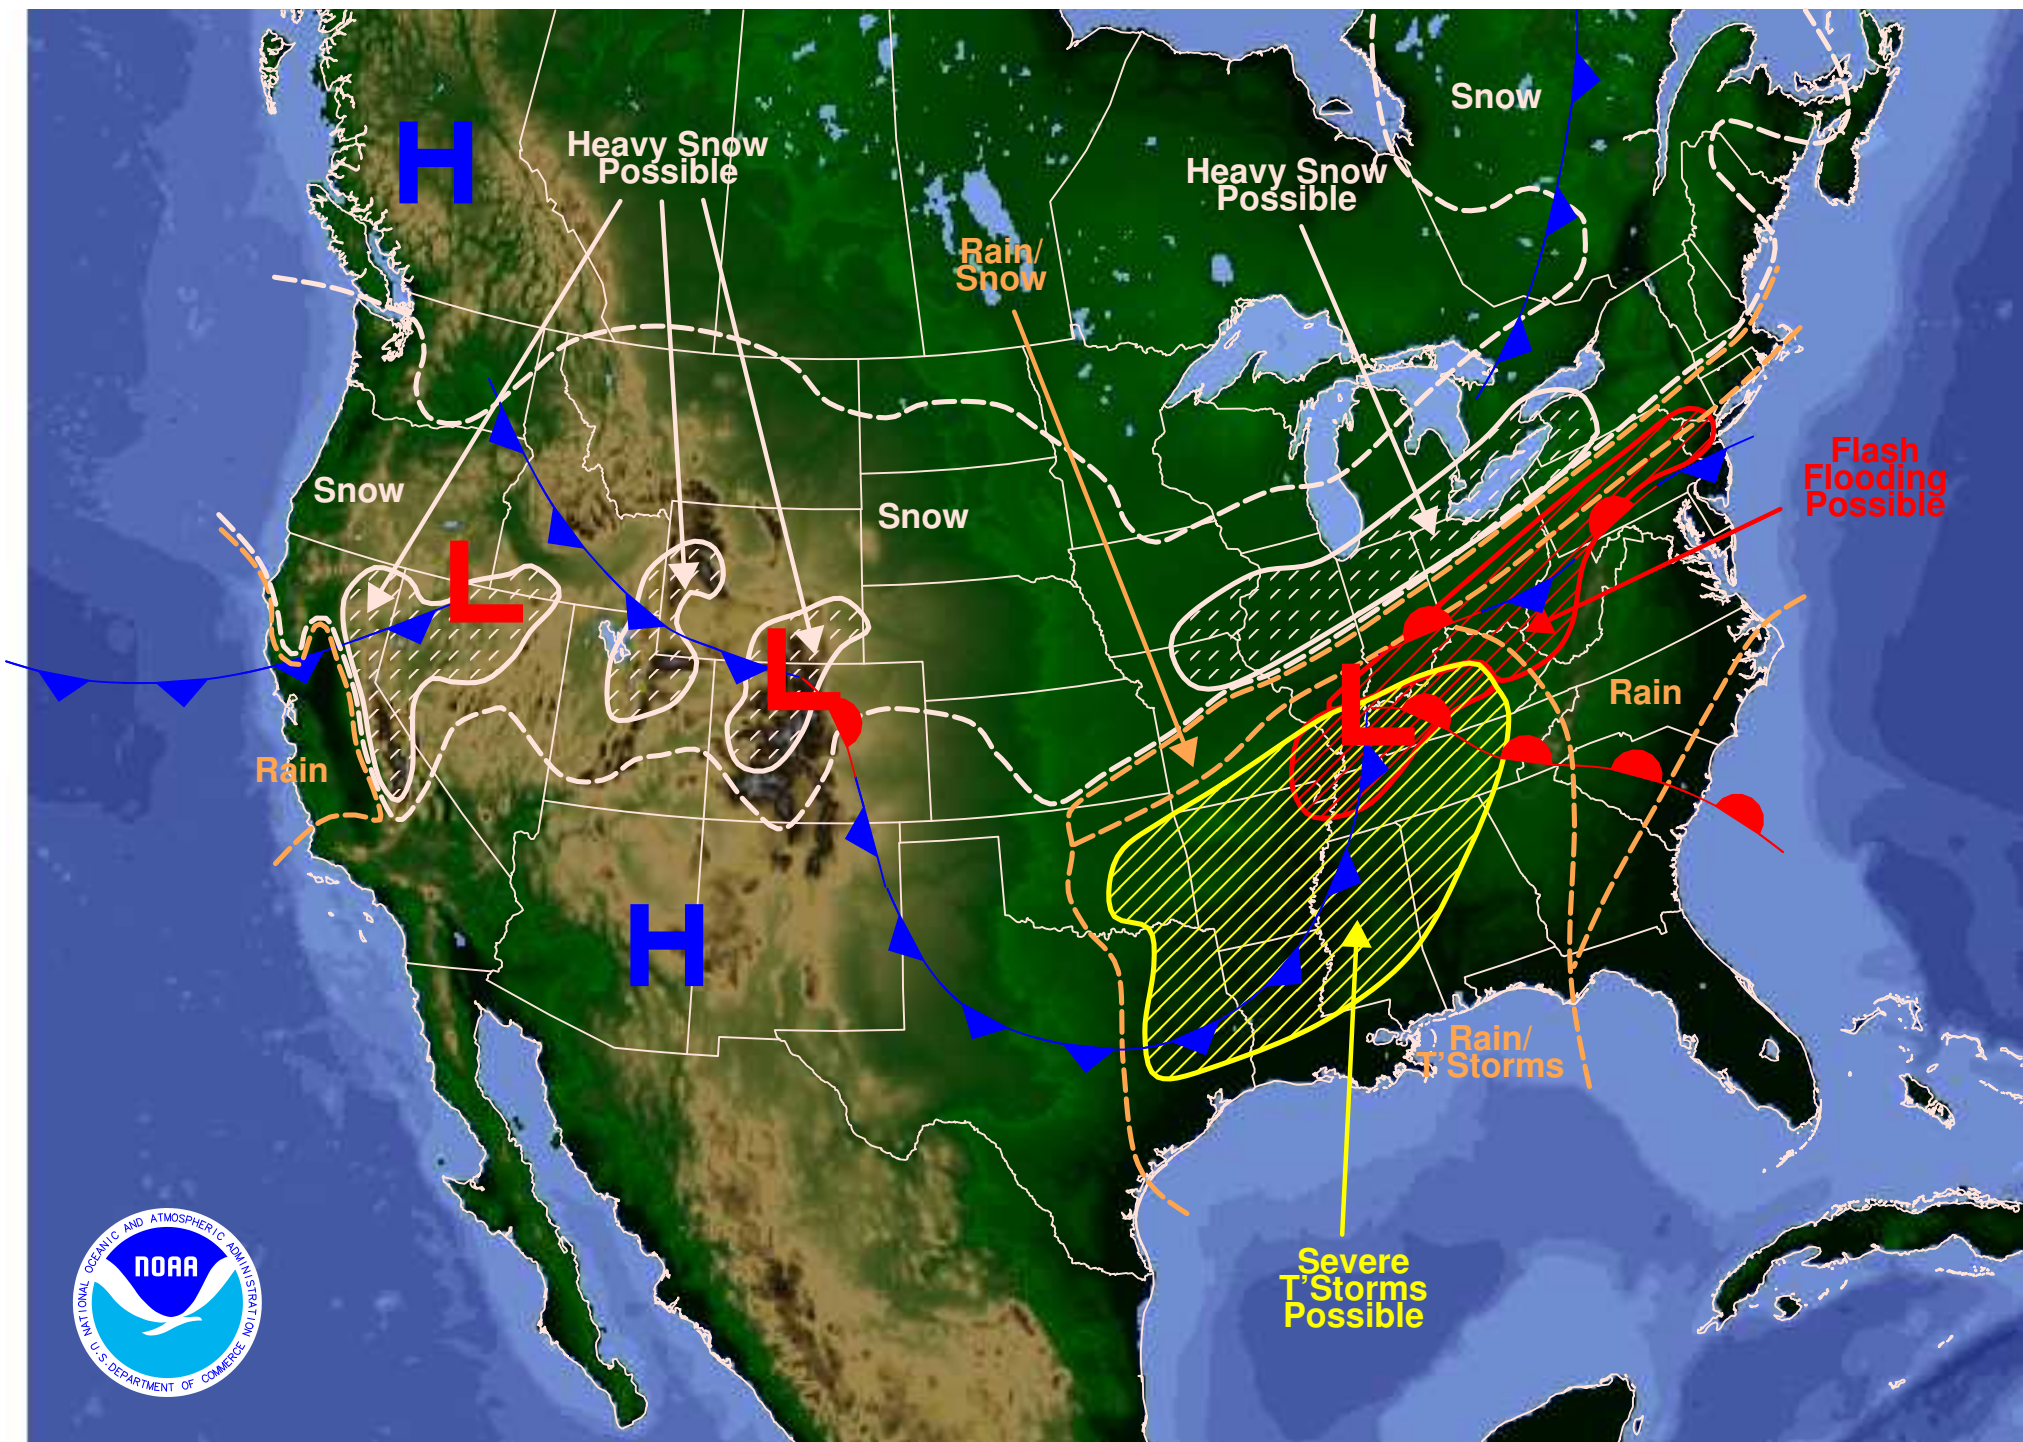 Snow
H
Heavy Snow
Possible
Heavy Snow
Possible
Rain/
Snow
Flash
Flooding
Possible
Snow
Snow
L
L
L
Rain
Rain
H
Rain/
T'Storms
Severe
T'Storms
Possible
NATIONAL OCEANIC AND ATMOSPHERIC ADMINISTRATION
NOAA
U.S. DEPARTMENT OF COMMERCE